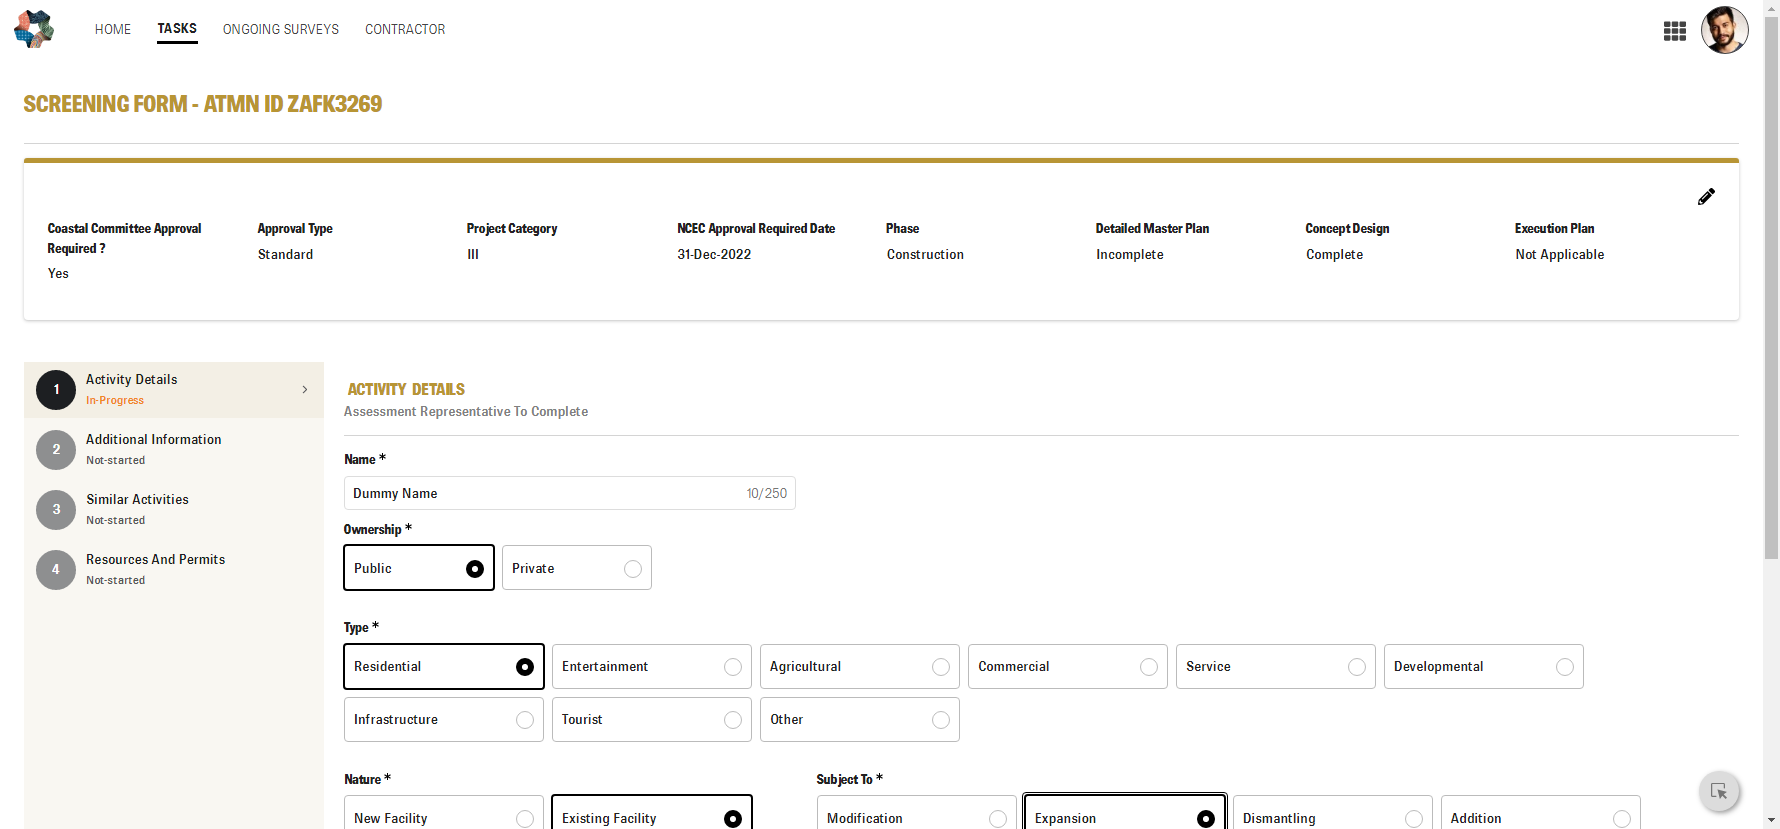 HOME TASKS ONGOING SURVEYS CONTRACTOR
SCREENING FORM - ATMN ID ZAFK3269
Coastal Committee Approval Required ?
Yes
Approval Type
Standard
Project Category
III
NCEC Approval Required Date
31-Dec-2022
Phase
Construction
Detailed Master Plan
Incomplete
Concept Design
Complete
Execution Plan
Not Applicable
1 Activity Details
In-Progress
2 Additional Information
Not-started
3 Similar Activities
Not-started
4 Resources And Permits
Not-started
ACTIVITY DETAILS
Assessment Representative To Complete
Name *
Dummy Name 10/250
Ownership *
Public Private
Type *
Residential Entertainment Agricultural Commercial Service Developmental
Infrastructure Tourist Other
Nature *
New Facility Existing Facility
Subject To *
Modification Expansion Dismantling Addition